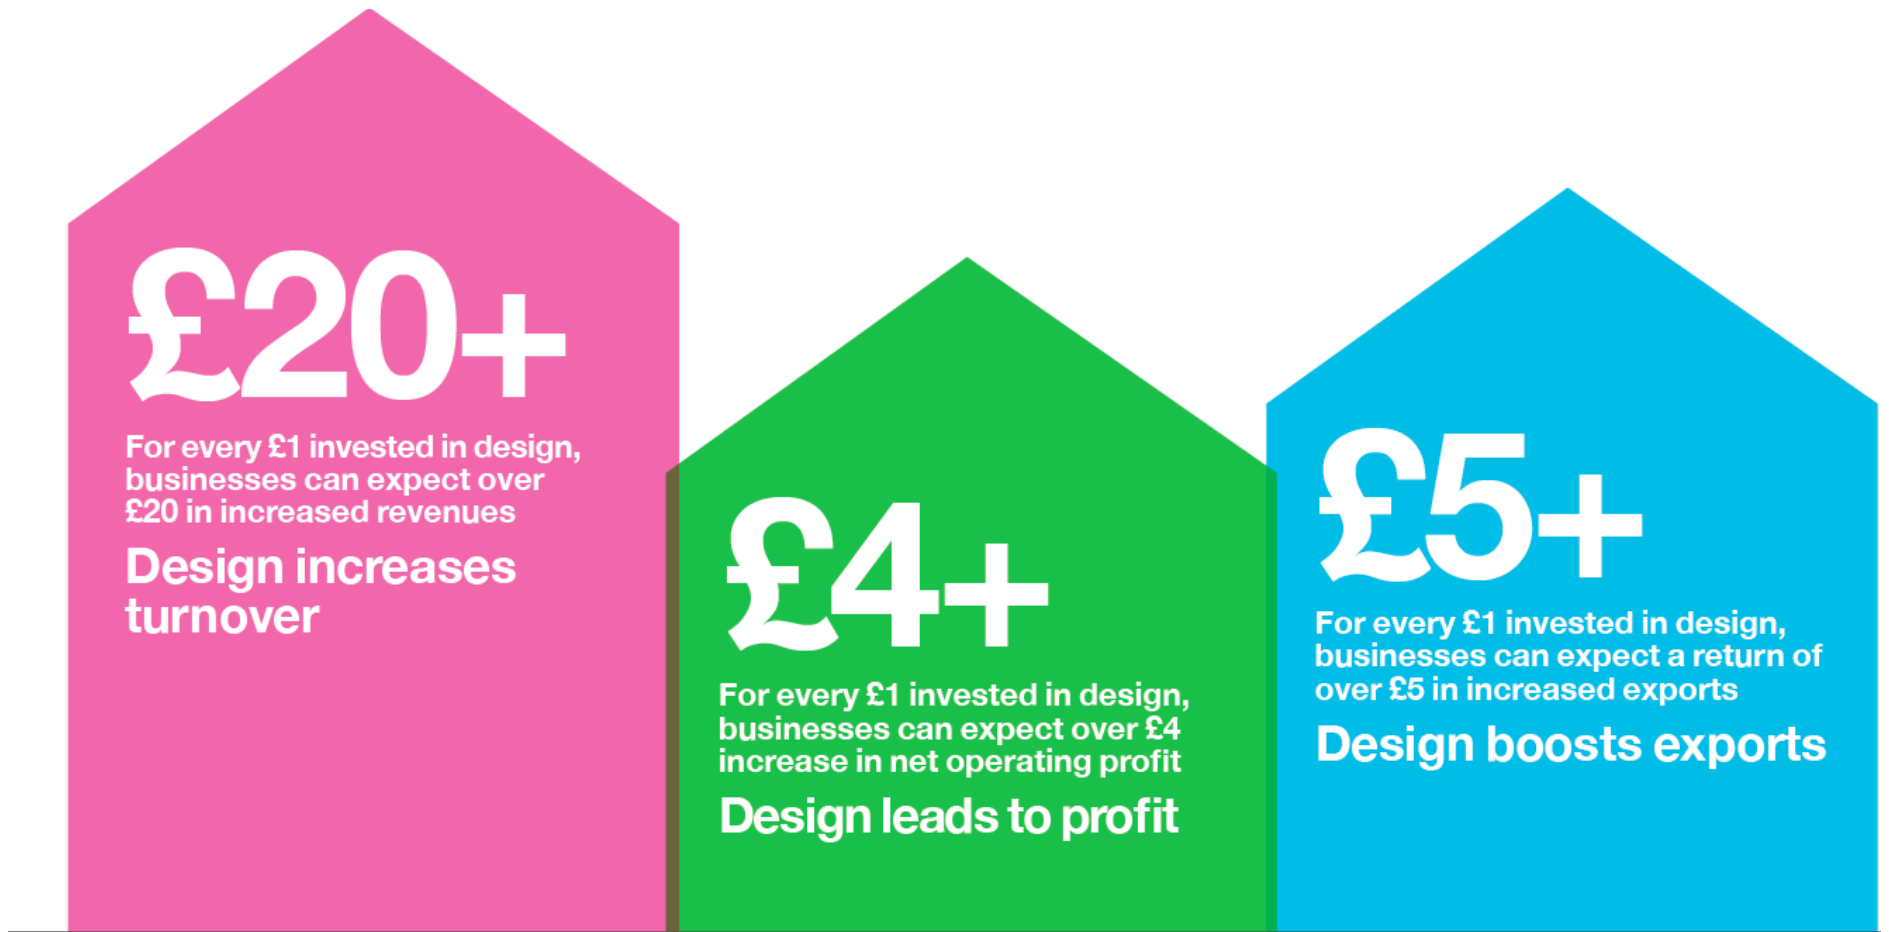 £20+
For every £1 invested in design,
businesses can expect over
£20 in increased revenues
Design increases
turnover
£4+
For every £1 invested in design,
businesses can expect over £4
increase in net operating profit
Design leads to profit
£5+
For every £1 invested in design,
businesses can expect a return of
over £5 in increased exports
Design boosts exports